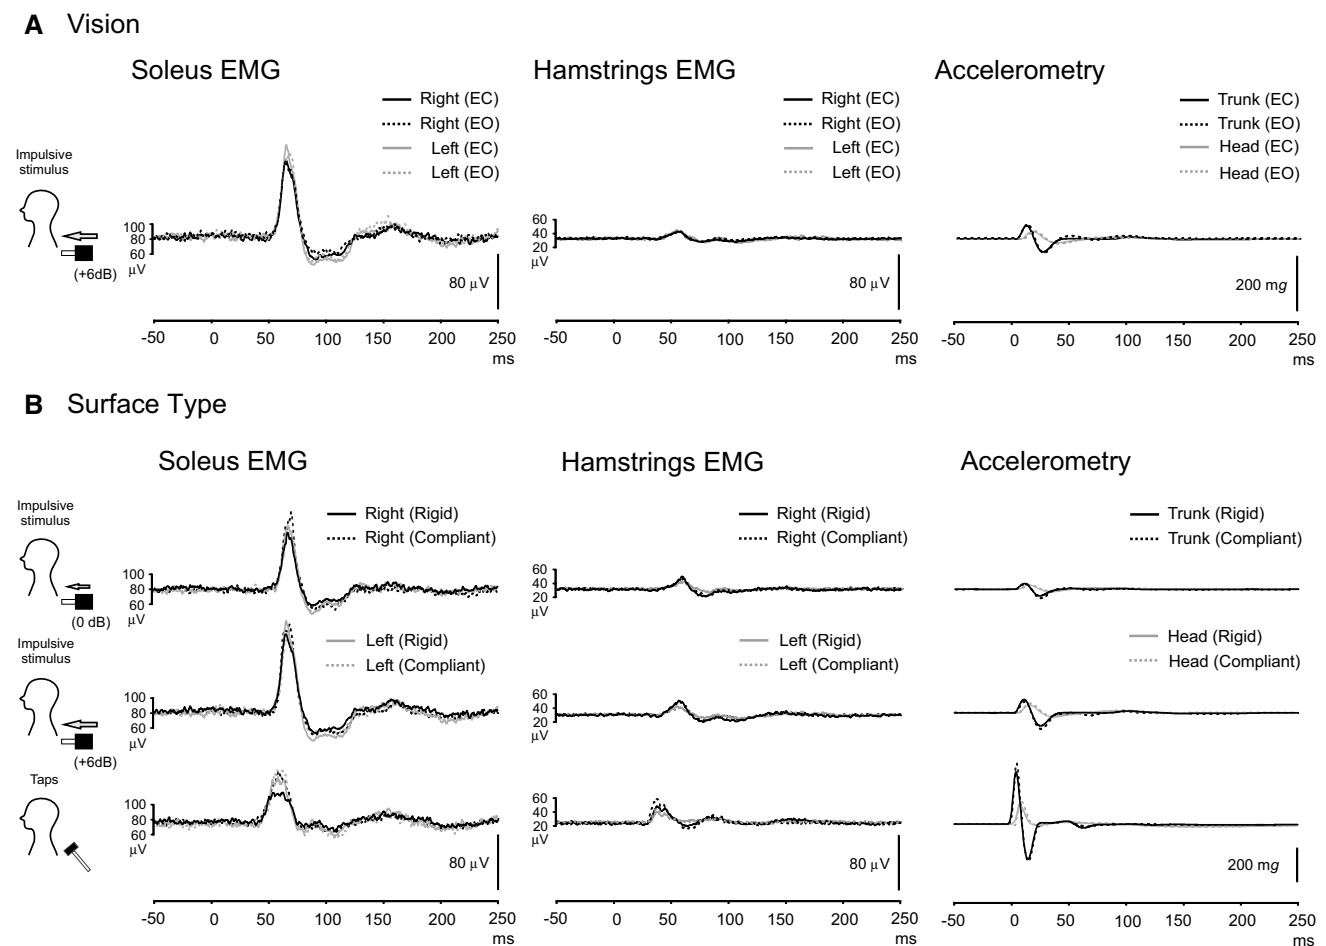 A Vision
Soleus EMG
Hamstrings EMG
Accelerometry
Right (EC)
Right (EO)
Left (EC)
Left (EO)
Right (EC)
Right (EO)
Left (EC)
Left (EO)
Trunk (EC)
Trunk (EO)
Head (EC)
Head (EO)
Impulsive
stimulus
(+6dB)
100
80
60
µV
80 µV
60
40
20
µV
80 µV
200 mg
-50 0 50 100 150 200 250
ms
-50 0 50 100 150 200 250
ms
-50 0 50 100 150 200 250
ms
B Surface Type
Soleus EMG
Hamstrings EMG
Accelerometry
Impulsive
stimulus
(0 dB)
Right (Rigid)
Right (Compliant)
Right (Rigid)
Right (Compliant)
Trunk (Rigid)
Trunk (Compliant)
100
80
60
µV
60
40
20
µV
Impulsive
stimulus
(+6dB)
Left (Rigid)
Left (Compliant)
Left (Rigid)
Left (Compliant)
Head (Rigid)
Head (Compliant)
100
80
60
µV
60
40
20
µV
Taps
100
80
60
µV
80 µV
60
40
20
µV
80 µV
200 mg
-50 0 50 100 150 200 250
ms
-50 0 50 100 150 200 250
ms
-50 0 50 100 150 200 250
ms